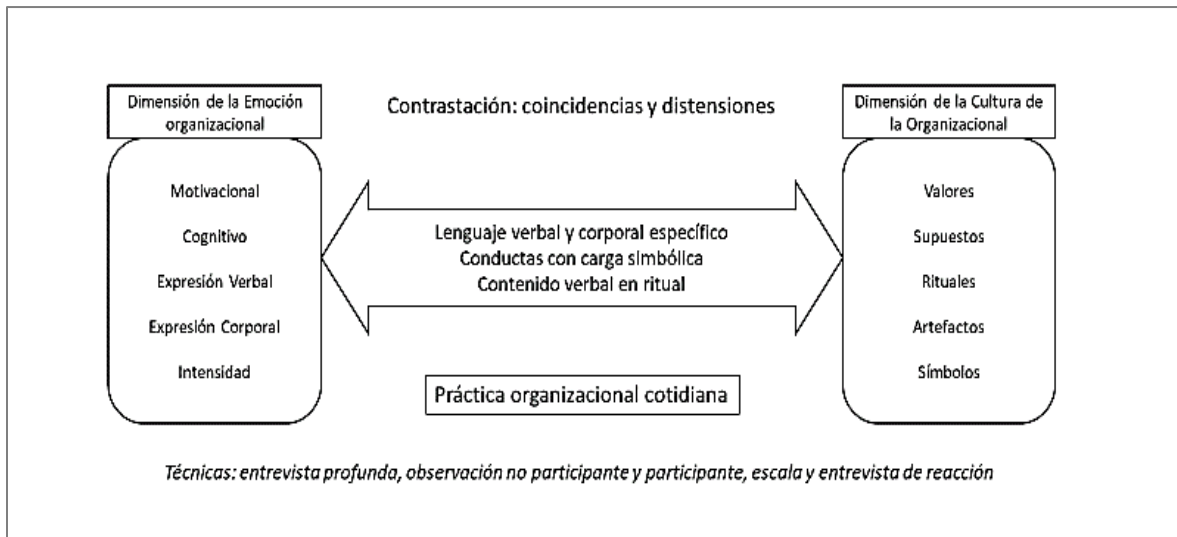 Dimensión de la Emoción
organizacional
Motivacional
Cognitivo
Expresión Verbal
Expresión Corporal
Intensidad
Contrastación: coincidencias y distensiones
Lenguaje verbal y corporal específico
Conductas con carga simbólica
Contenido verbal en ritual
Práctica organizacional cotidiana
Dimensión de la Cultura de
la Organizacional
Valores
Supuestos
Rituales
Artefactos
Símbolos
Técnicas: entrevista profunda, observación no participante y participante, escala y entrevista de reacción